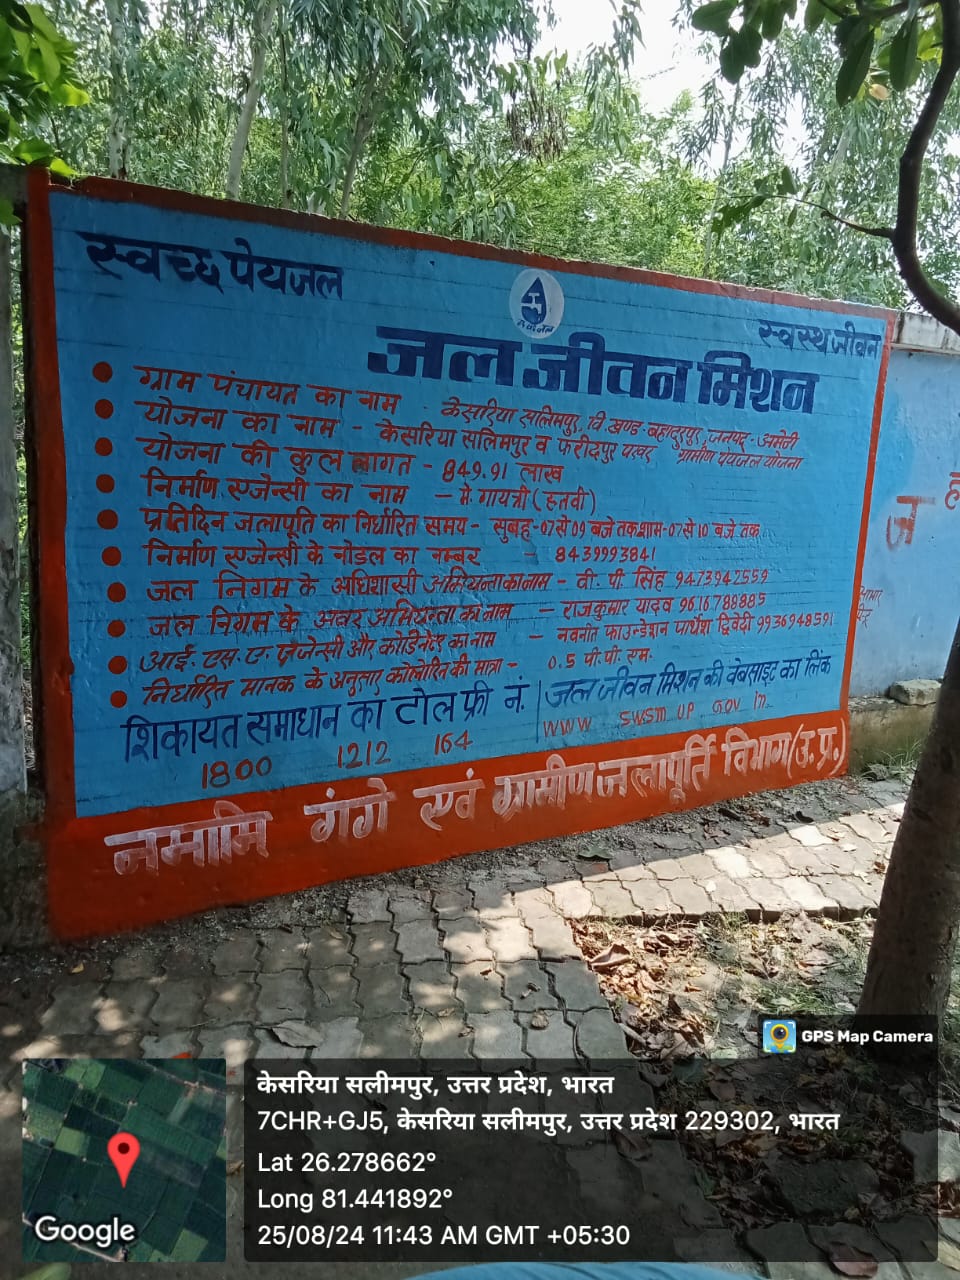 स्वच्छ पेयजल
स्वस्थ जीवन
जल जीवन मिशन
• ग्राम पंचायत का नाम - केसरिया सलिमपुर, वि.खण्ड-बहादुरपुर, जनपद-अमेठी
• योजना का नाम - केसरिया सलिमपुर व फरीदपुर परवर ग्रामीण पेयजल योजना
• योजना की कुल लागत - 849.91 लाख
• निर्माण एजेन्सी का नाम - मै गायत्री (हतवी)
• प्रतिदिन जलापूर्ति का निर्धारित समय - सुबह-07 से 09 बजे तक शाम-07 से 10 बजे तक
• निर्माण एजेन्सी के नोडल का नम्बर - 8439993841
• जल निगम के अधिशासी अभियन्ता का नाम - वी. पी. सिंह 9473942559
• जल निगम के अवर अभियन्ता का नाम - राजकुमार यादव 9616788885
• आई. एस. ए. एजेन्सी और कोर्डिनेटर का नाम - नवनीत फाउन्डेशन पार्थेश द्विवेदी 9936948591
• निर्धारित मानक के अनुसार क्लोरिन की मात्रा - 0.5 पी.पी.एम.
शिकायत समाधान का टोल फ्री नं. | जल जीवन मिशन की वेबसाइट का लिंक
1800 1212 164 | WWW SWSM UP GOV IN
नमामि गंगे एवं ग्रामीण जलापूर्ति विभाग (उ.प्र.)
GPS Map Camera
केसरिया सलीमपुर, उत्तर प्रदेश, भारत
7CHR+GJ5, केसरिया सलीमपुर, उत्तर प्रदेश 229302, भारत
Lat 26.278662°
Long 81.441892°
25/08/24 11:43 AM GMT +05:30
Google